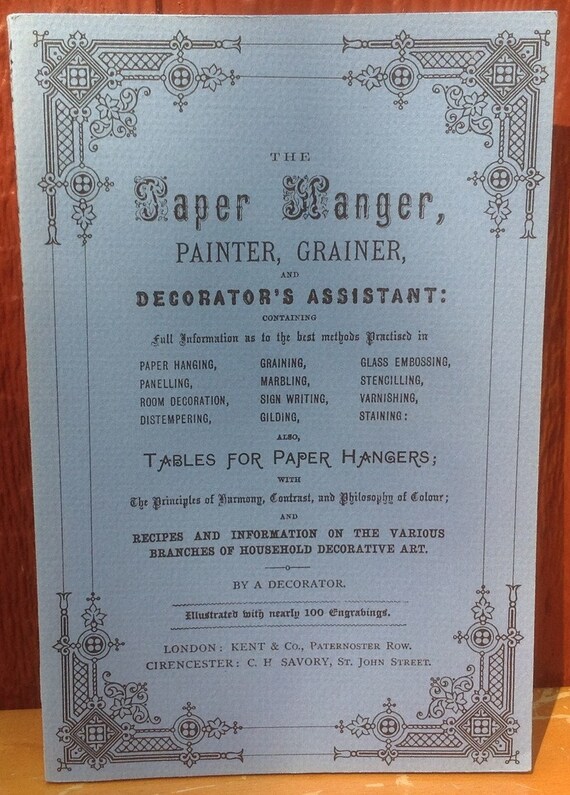 THE
Paper Hanger,
PAINTER, GRAINER,
AND
DECORATOR'S ASSISTANT:
CONTAINING
Full Information as to the best methods Practised in
PAPER HANGING, GRAINING, GLASS EMBOSSING,
PANELLING, MARBLING, STENCILLING,
ROOM DECORATION, SIGN WRITING, VARNISHING,
DISTEMPERING, GILDING, STAINING:
ALSO,
TABLES FOR PAPER HANGERS;
WITH
The Principles of Harmony, Contrast, and Philosophy of Colour;
AND
RECIPES AND INFORMATION ON THE VARIOUS
BRANCHES OF HOUSEHOLD DECORATIVE ART.
BY A DECORATOR.
Illustrated with nearly 100 Engravings.
LONDON: KENT & Co., PATERNOSTER ROW.
CIRENCESTER: C. H SAVORY, ST. JOHN STREET.